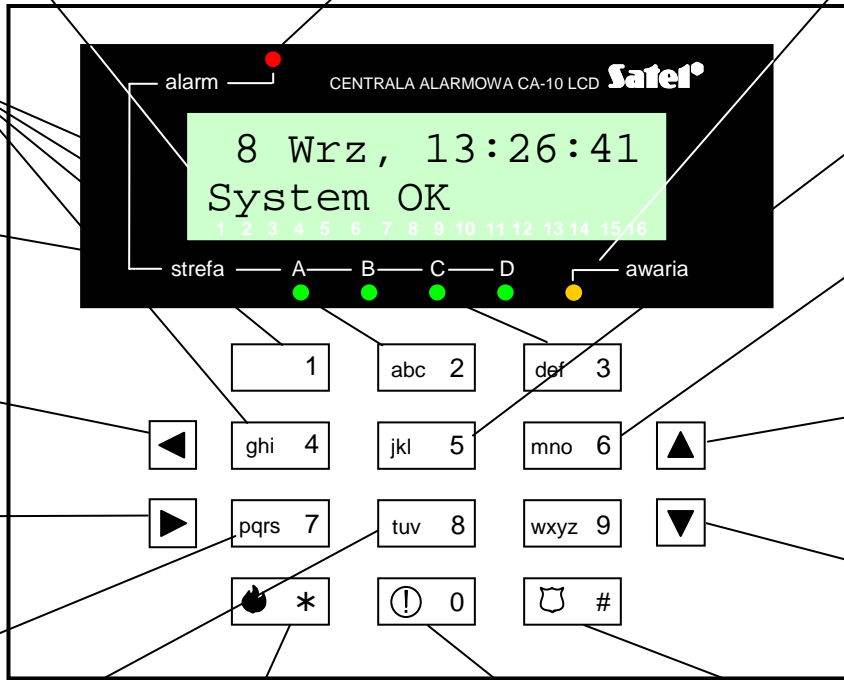 alarm CENTRALA ALARMOWA CA-10 LCD Satel®
8 Wrz, 13:26:41
System OK
1 2 3 4 5 6 7 8 9 10 11 12 13 14 15 16
strefa A B C D awaria
1 abc 2 def 3
ghi 4 jkl 5 mno 6
pqrs 7 tuv 8 wxyz 9
* 0 #